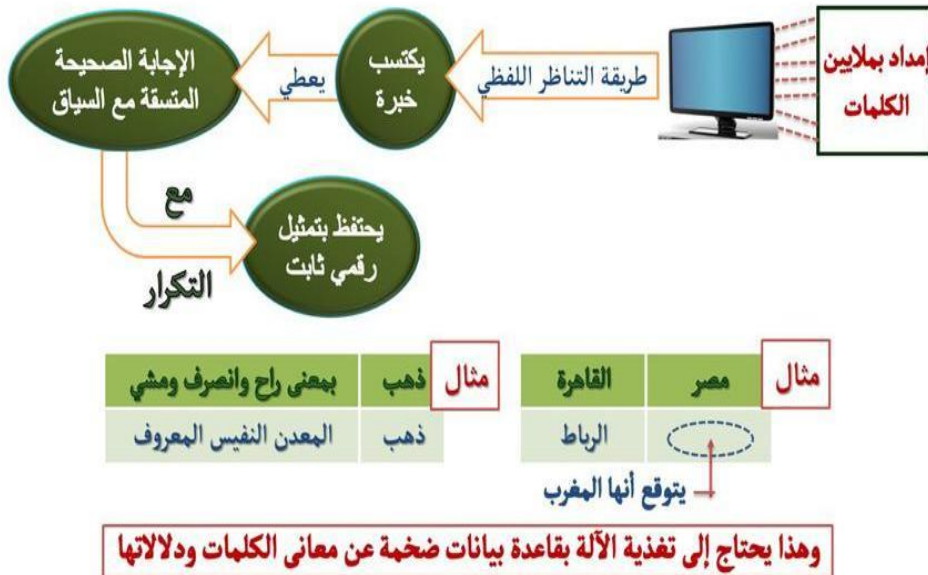 إمداد بملايين
الكلمات
طريقة التناظر اللفظي
يكتسب
خبرة
يعطي
الإجابة الصحيحة
المتسقة مع السياق
مع
التكرار
يحتفظ بتمثيل
رقمي ثابت
مثال
مصر
القاهرة
الرباط
يتوقع أنها المغرب
مثال
ذهب
بمعنى راح وانصرف ومشي
ذهب
المعدن النفيس المعروف
وهذا يحتاج إلى تغذية الآلة بقاعدة بيانات ضخمة عن معانى الكلمات ودلالاتها